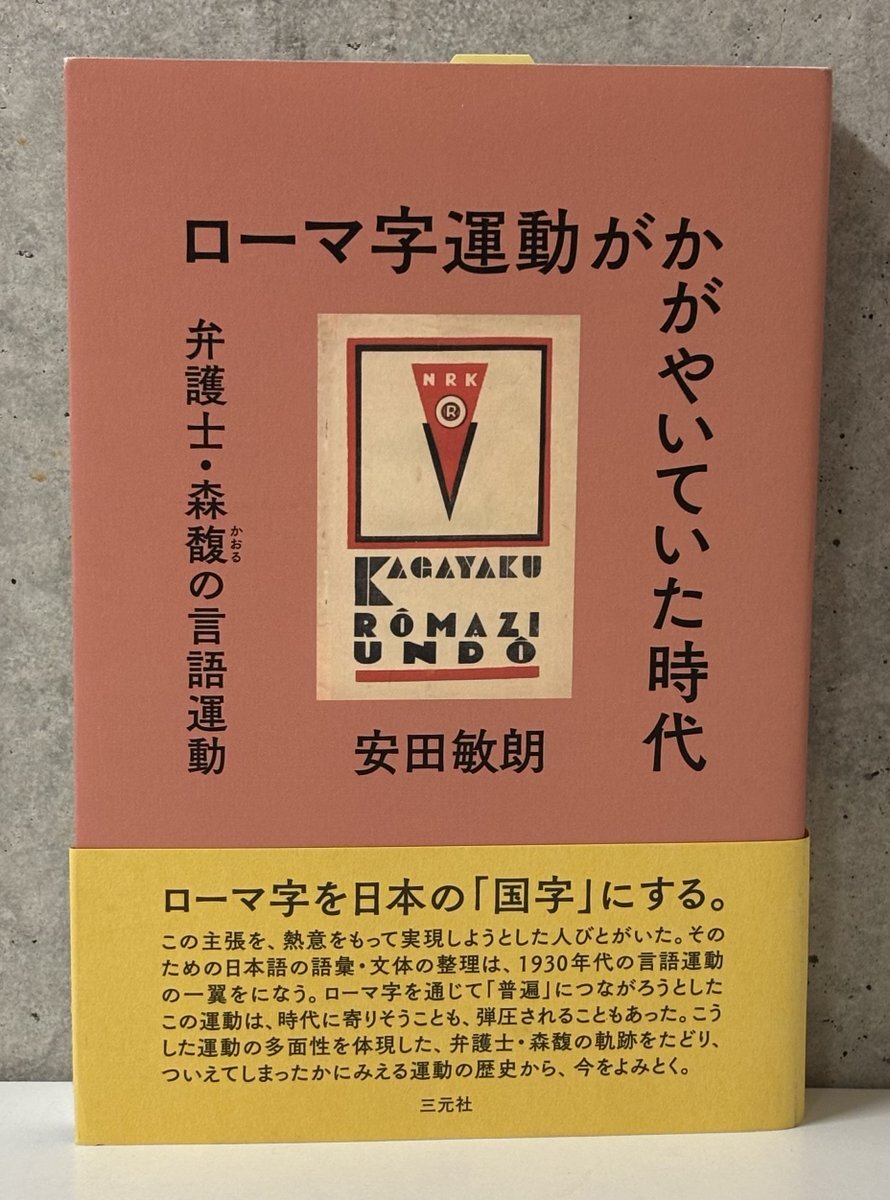 ローマ字運動がかがやいていた時代
弁護士・森馥の言語運動
かおる
NRK
R
KAGAYAKU
RÔMAZI
UNDÔ
安田敏朗
ローマ字を日本の「国字」にする。
この主張を、熱意をもって実現しようとした人びとがいた。その
ための日本語の語彙・文体の整理は、1930年代の言語運動
の一翼をになう。ローマ字を通じて「普遍」につながろうとした
この運動は、時代に寄りそうことも、弾圧されることもあった。こう
した運動の多面性を体現した、弁護士・森馥の軌跡をたどり、
ついえてしまったかにみえる運動の歴史から、今をよみとく。
三元社